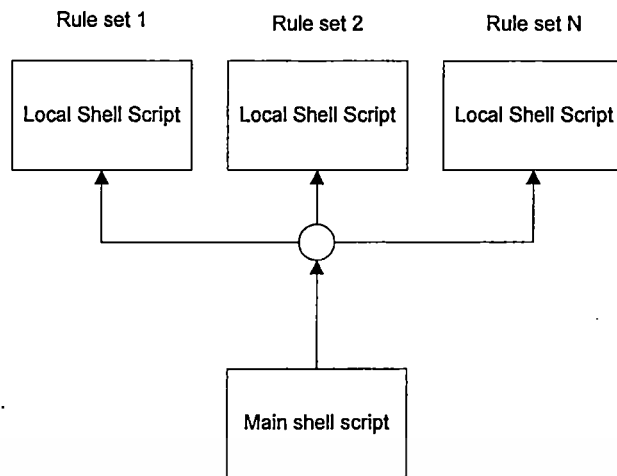 Rule set 1
Rule set 2
Rule set N
Local Shell Script
Local Shell Script
Local Shell Script
Main shell script